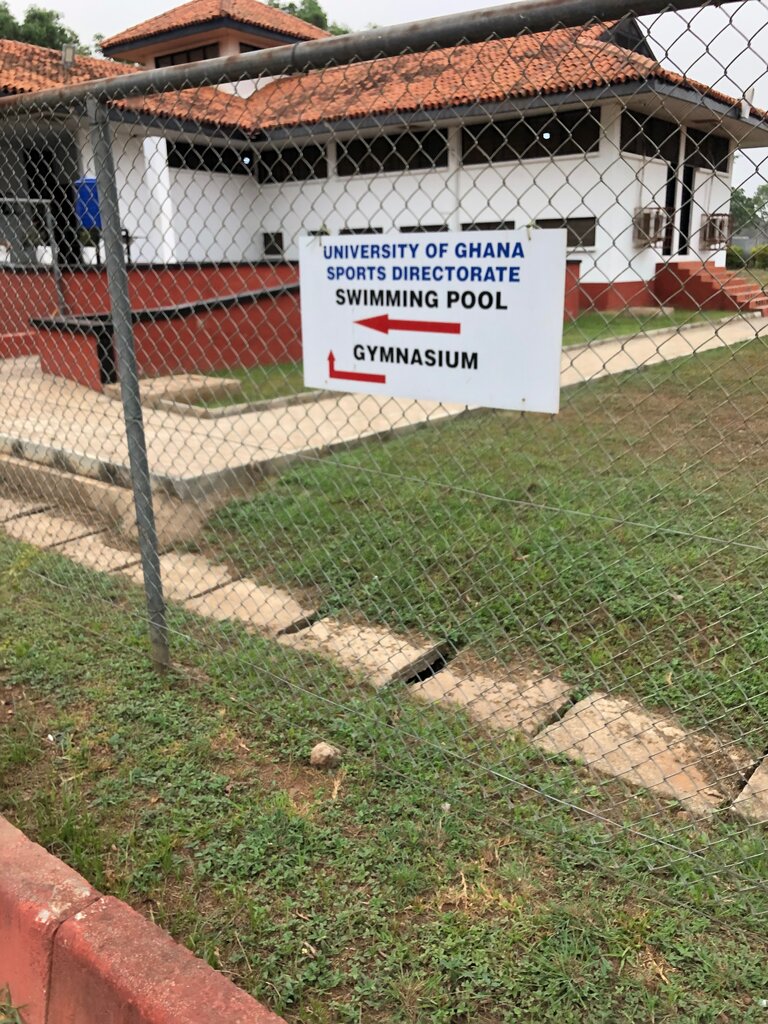 UNIVERSITY OF GHANA
SPORTS DIRECTORATE
SWIMMING POOL
GYMNASIUM